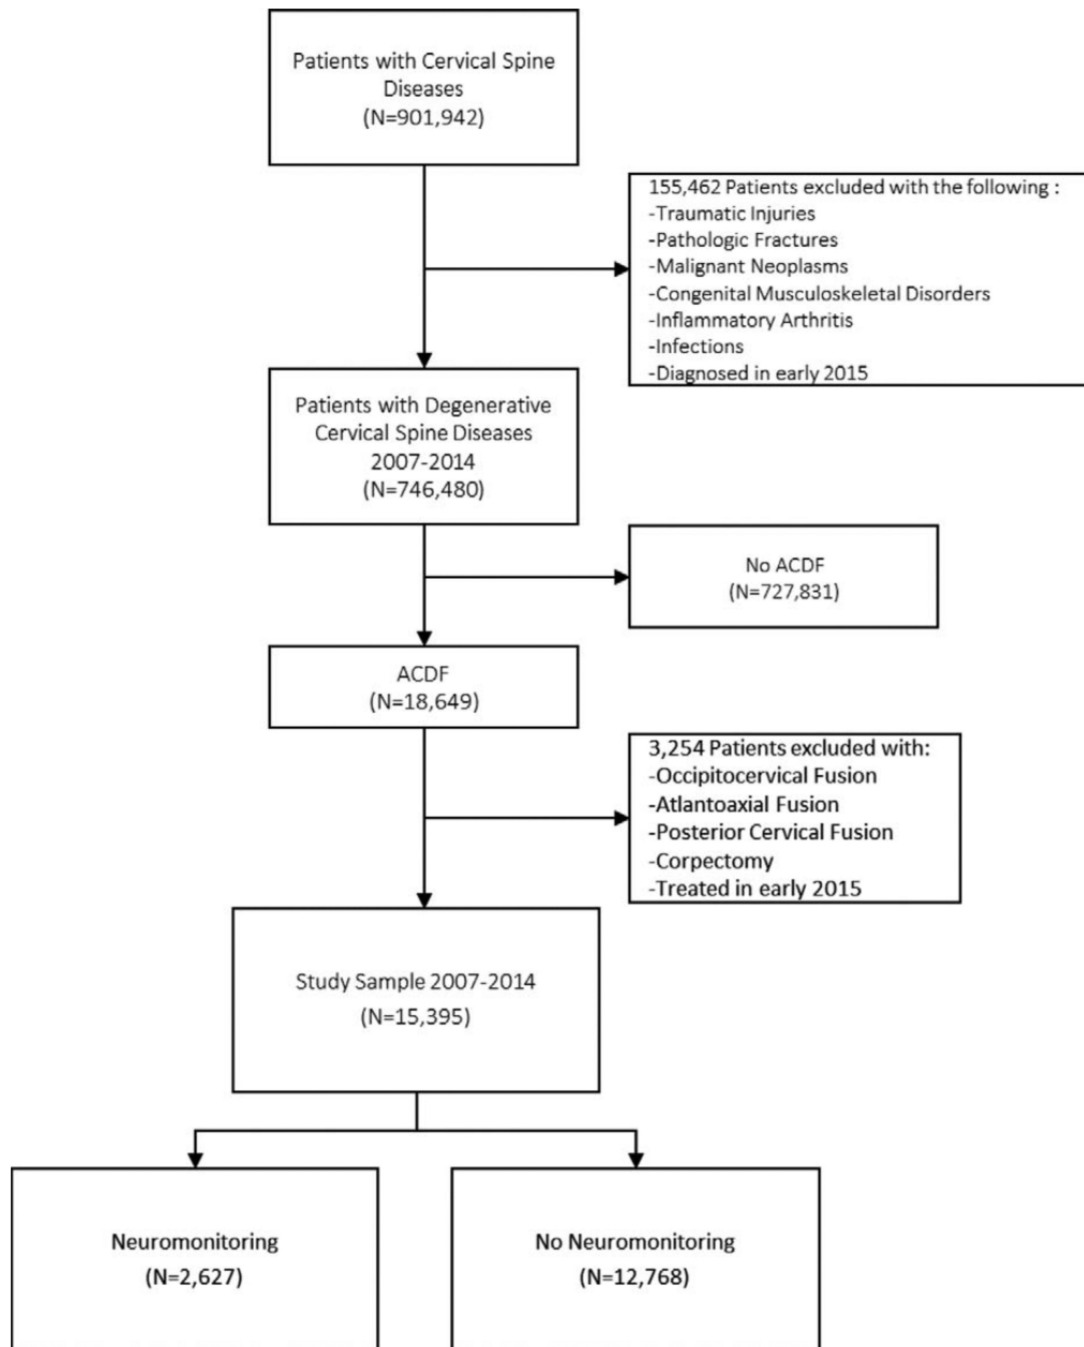 Patients with Cervical Spine
Diseases
(N=901,942)
155,462 Patients excluded with the following :
-Traumatic Injuries
-Pathologic Fractures
-Malignant Neoplasms
-Congenital Musculoskeletal Disorders
-Inflammatory Arthritis
-Infections
-Diagnosed in early 2015
Patients with Degenerative
Cervical Spine Diseases
2007-2014
(N=746,480)
No ACDF
(N=727,831)
ACDF
(N=18,649)
3,254 Patients excluded with:
-Occipitocervical Fusion
-Atlantoaxial Fusion
-Posterior Cervical Fusion
-Corpectomy
-Treated in early 2015
Study Sample 2007-2014
(N=15,395)
Neuromonitoring
(N=2,627)
No Neuromonitoring
(N=12,768)